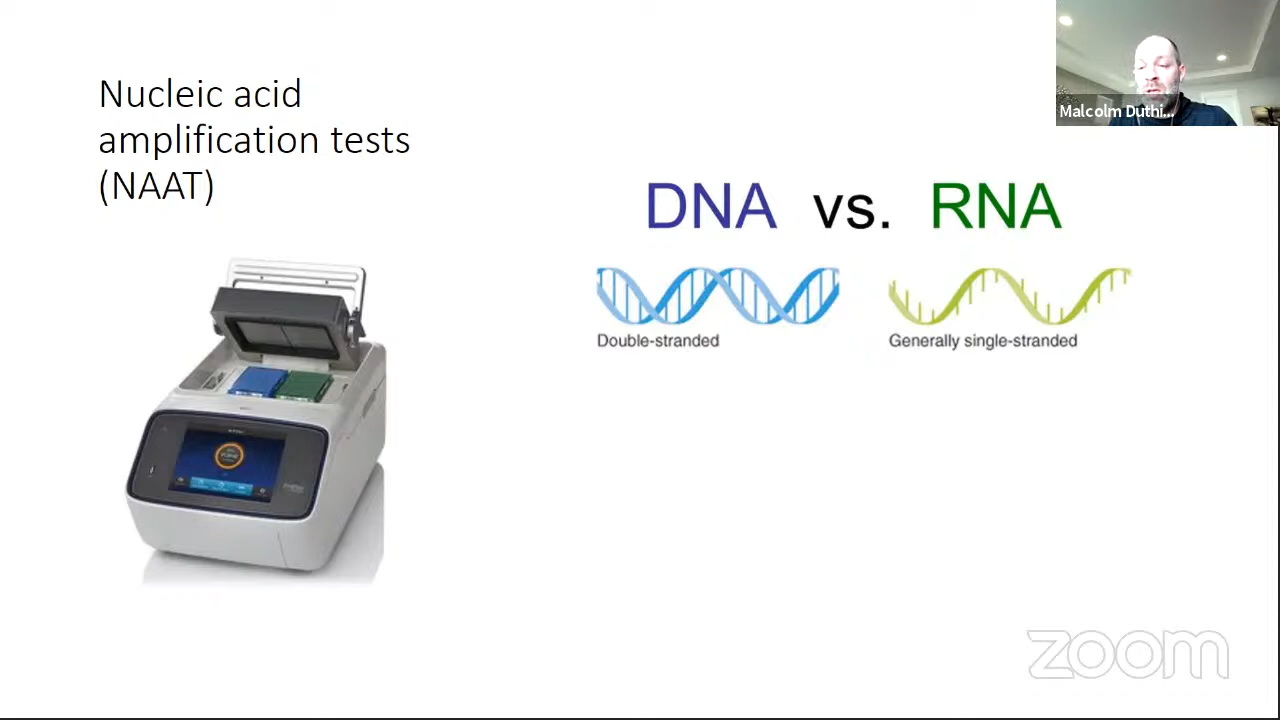 Nucleic acid
amplification tests
(NAAT)
Malcolm Duthi...
DNA vs. RNA
Double-stranded
Generally single-stranded
zoom